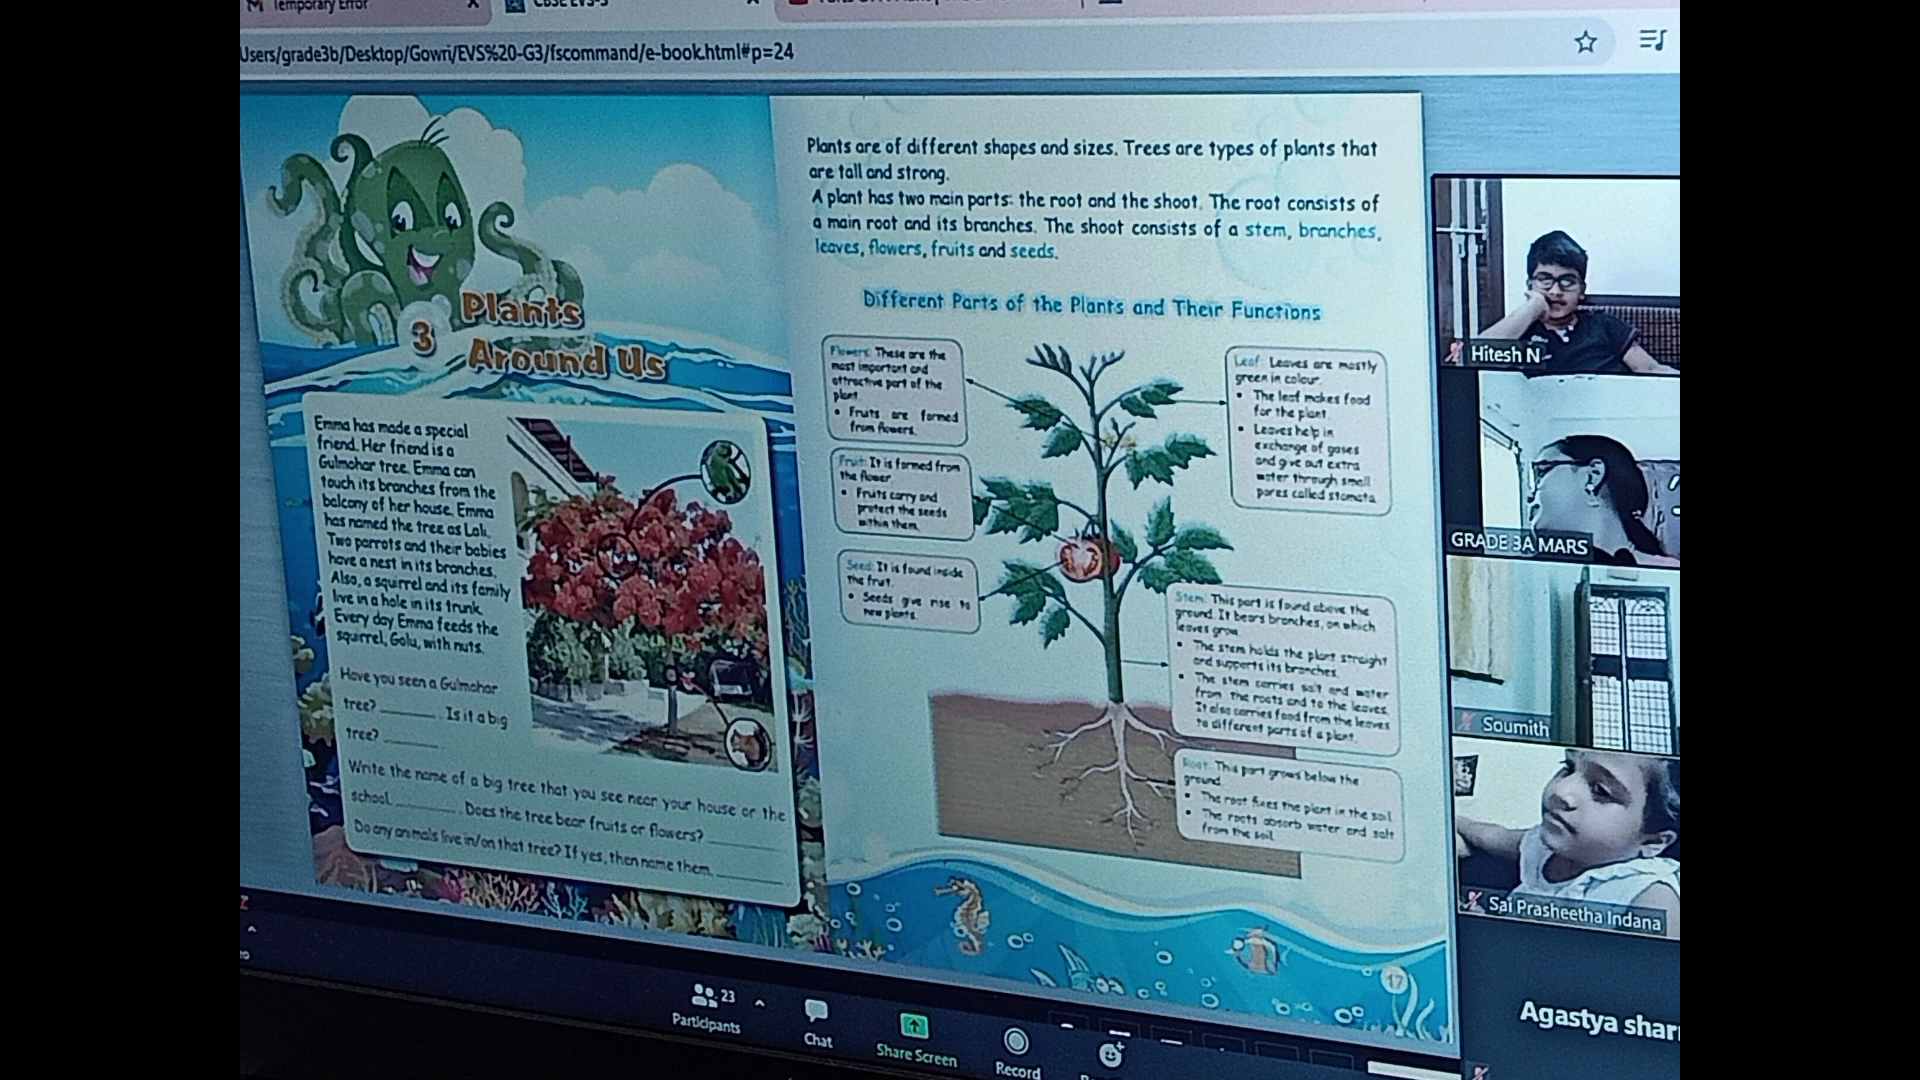 Temporary Error
CBSE EVS-3
Users/grade3b/Desktop/Gowri/EVS%20-G3/fscommand/e-book.html#p=24
3
Plants
Around Us
Emma has made a special
friend. Her friend is a
Gulmohar tree. Emma can
touch its branches from the
balcony of her house. Emma
has named the tree as Lali.
Two parrots and their babies
have a nest in its branches.
Also, a squirrel and its family
live in a hole in its trunk.
Every day Emma feeds the
squirrel, Golu, with nuts.
Have you seen a Gulmohar
tree? ______ . Is it a big
tree? ______ .
Write the name of a big tree that you see near your house or the
school. ______ . Does the tree bear fruits or flowers? ______
Do any animals live in/on that tree? If yes, then name them. ______
Plants are of different shapes and sizes. Trees are types of plants that
are tall and strong.
A plant has two main parts: the root and the shoot. The root consists of
a main root and its branches. The shoot consists of a stem, branches,
leaves, flowers, fruits and seeds.
Different Parts of the Plants and Their Functions
Flowers: These are the
most important and
attractive part of the
plant.
• Fruits are formed
from flowers.
Fruit: It is formed from
the flower.
• Fruits carry and
protect the seeds
within them.
Seed: It is found inside
the fruit.
• Seeds give rise to
new plants.
Leaf: Leaves are mostly
green in colour.
• The leaf makes food
for the plant.
• Leaves help in
exchange of gases
and give out extra
water through small
pores called stomata.
Stem: This part is found above the
ground. It bears branches, on which
leaves grow.
• The stem holds the plant straight
and supports its branches.
• The stem carries salt and water
from the roots and to the leaves.
It also carries food from the leaves
to different parts of a plant.
Root: This part grows below the
ground.
• The root fixes the plant in the soil.
• The roots absorb water and salt
from the soil.
17
Hitesh N
GRADE 3A MARS
Soumith
Sai Prasheetha Indana
Agastya shar
23
Participants
Chat
Share Screen
Record